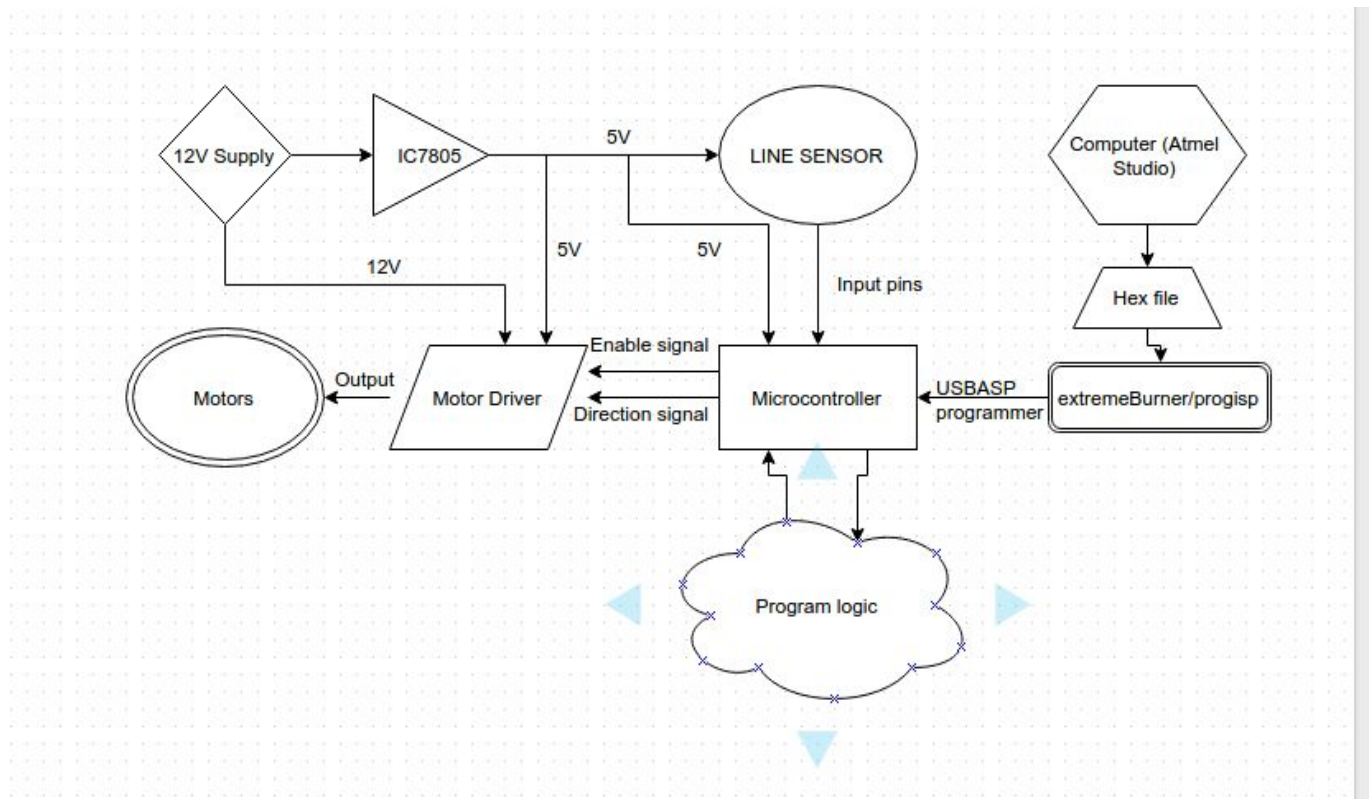 12V Supply
IC7805
5V
LINE SENSOR
Computer (Atmel
Studio)
12V
5V
5V
Input pins
Hex file
Motors
Output
Motor Driver
Enable signal
Direction signal
Microcontroller
USBASP
programmer
extremeBurner/progisp
Program logic